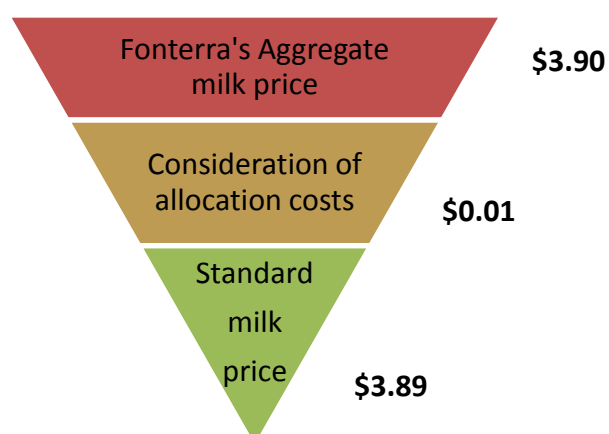 Fonterra's Aggregate
milk price
$3.90
Consideration of
allocation costs
$0.01
Standard
milk
price
$3.89